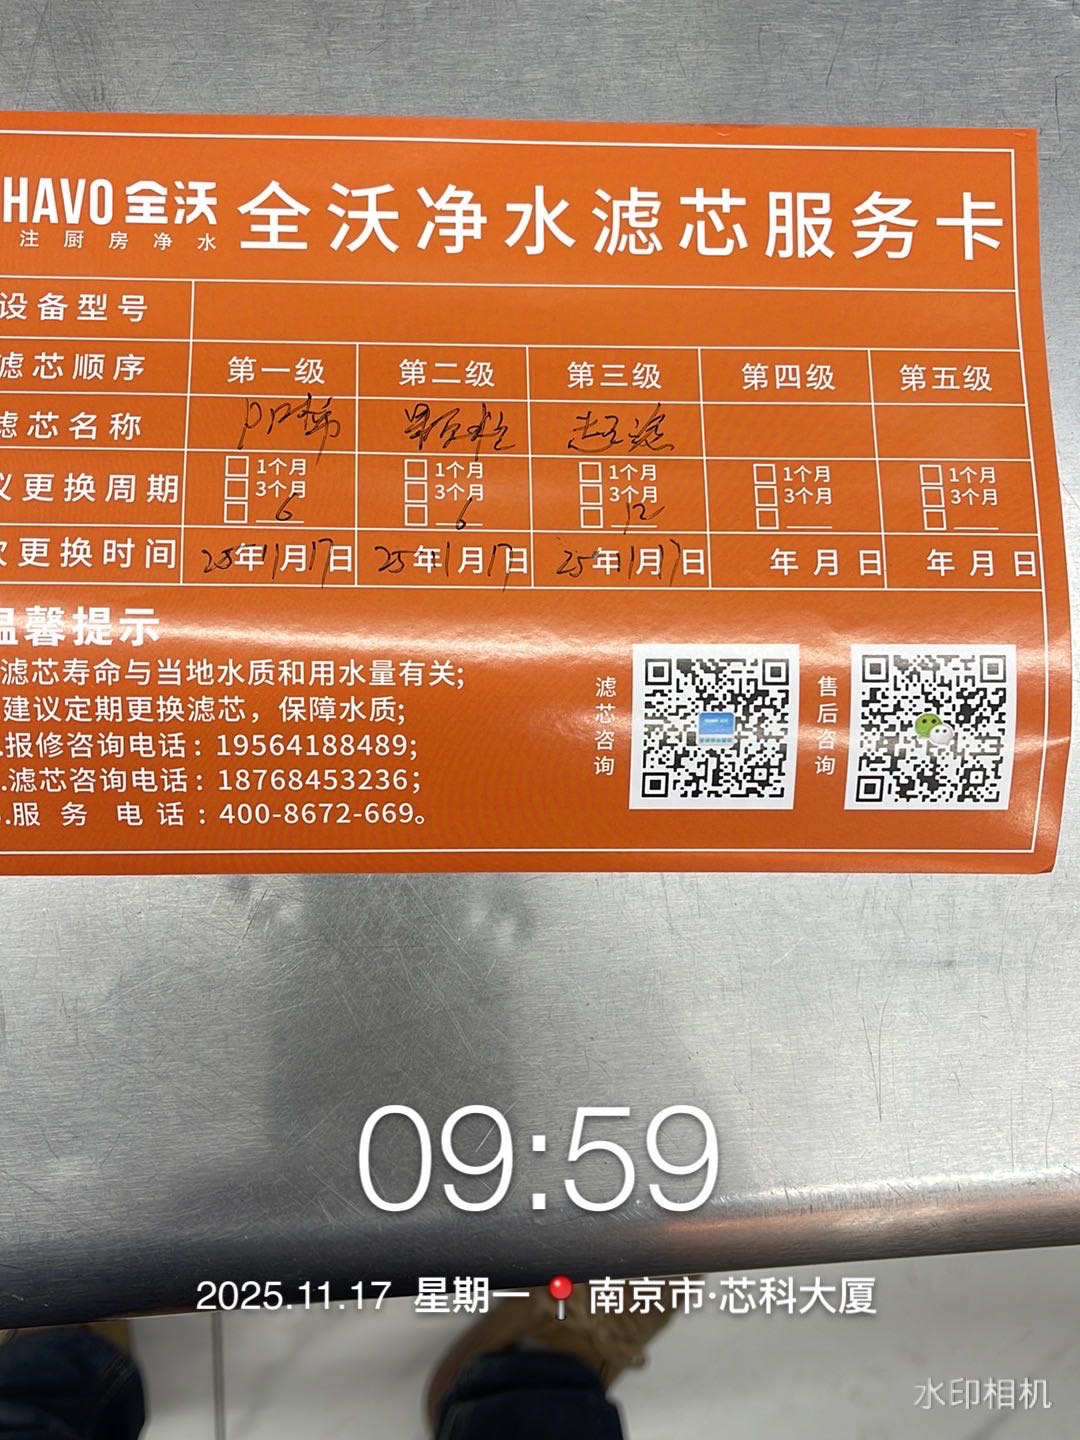 HAVO 全沃 全沃净水滤芯服务卡
注厨房净水
设备型号
滤芯顺序 第一级 第二级 第三级 第四级 第五级
滤芯名称 PP棉 颗粒 超滤
议更换周期 1个月 1个月 1个月 1个月 1个月
3个月 3个月 3个月 3个月 3个月
6 6 12
次更换时间 25年11月17日 25年11月17日 25年11月17日 年月日 年月日
温馨提示
滤芯寿命与当地水质和用水量有关;
建议定期更换滤芯，保障水质;
.报修咨询电话：19564188489;
.滤芯咨询电话：18768453236;
.服务电话：400-8672-669。
滤芯咨询
售后咨询
09:59
2025.11.17 星期一 南京市·芯科大厦
水印相机